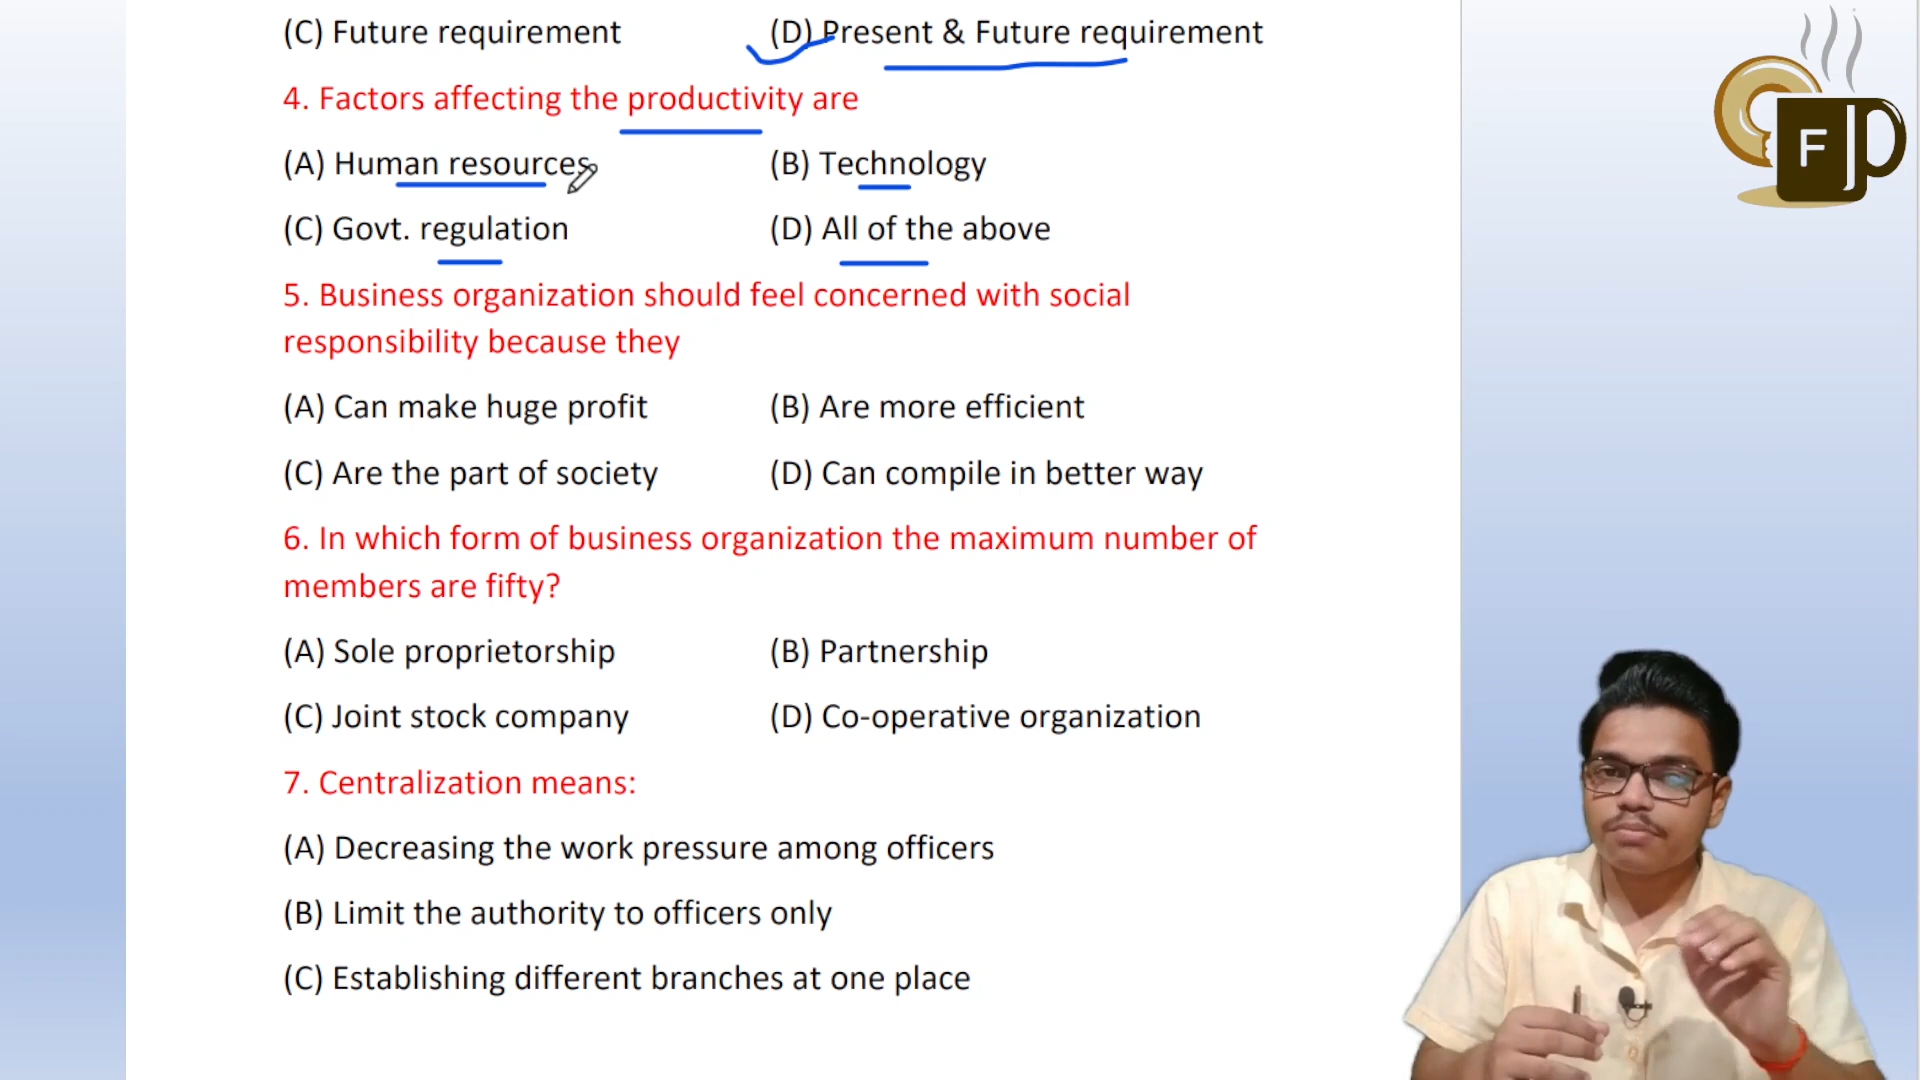 (C) Future requirement (D) Present & Future requirement
4. Factors affecting the productivity are
(A) Human resources (B) Technology
(C) Govt. regulation (D) All of the above
5. Business organization should feel concerned with social
responsibility because they
(A) Can make huge profit (B) Are more efficient
(C) Are the part of society (D) Can compile in better way
6. In which form of business organization the maximum number of
members are fifty?
(A) Sole proprietorship (B) Partnership
(C) Joint stock company (D) Co-operative organization
7. Centralization means:
(A) Decreasing the work pressure among officers
(B) Limit the authority to officers only
(C) Establishing different branches at one place
FJ